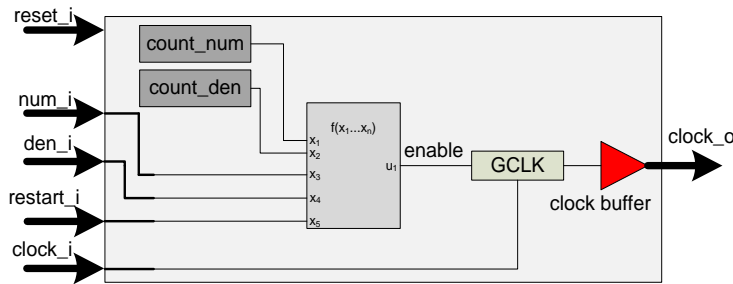 reset_i
count_num
count_den
num_i
f(x1...xn)
den_i
enable
clock_o
x1
x2
GCLK
u1
x3
x4
clock buffer
restart_i
x5
clock_i